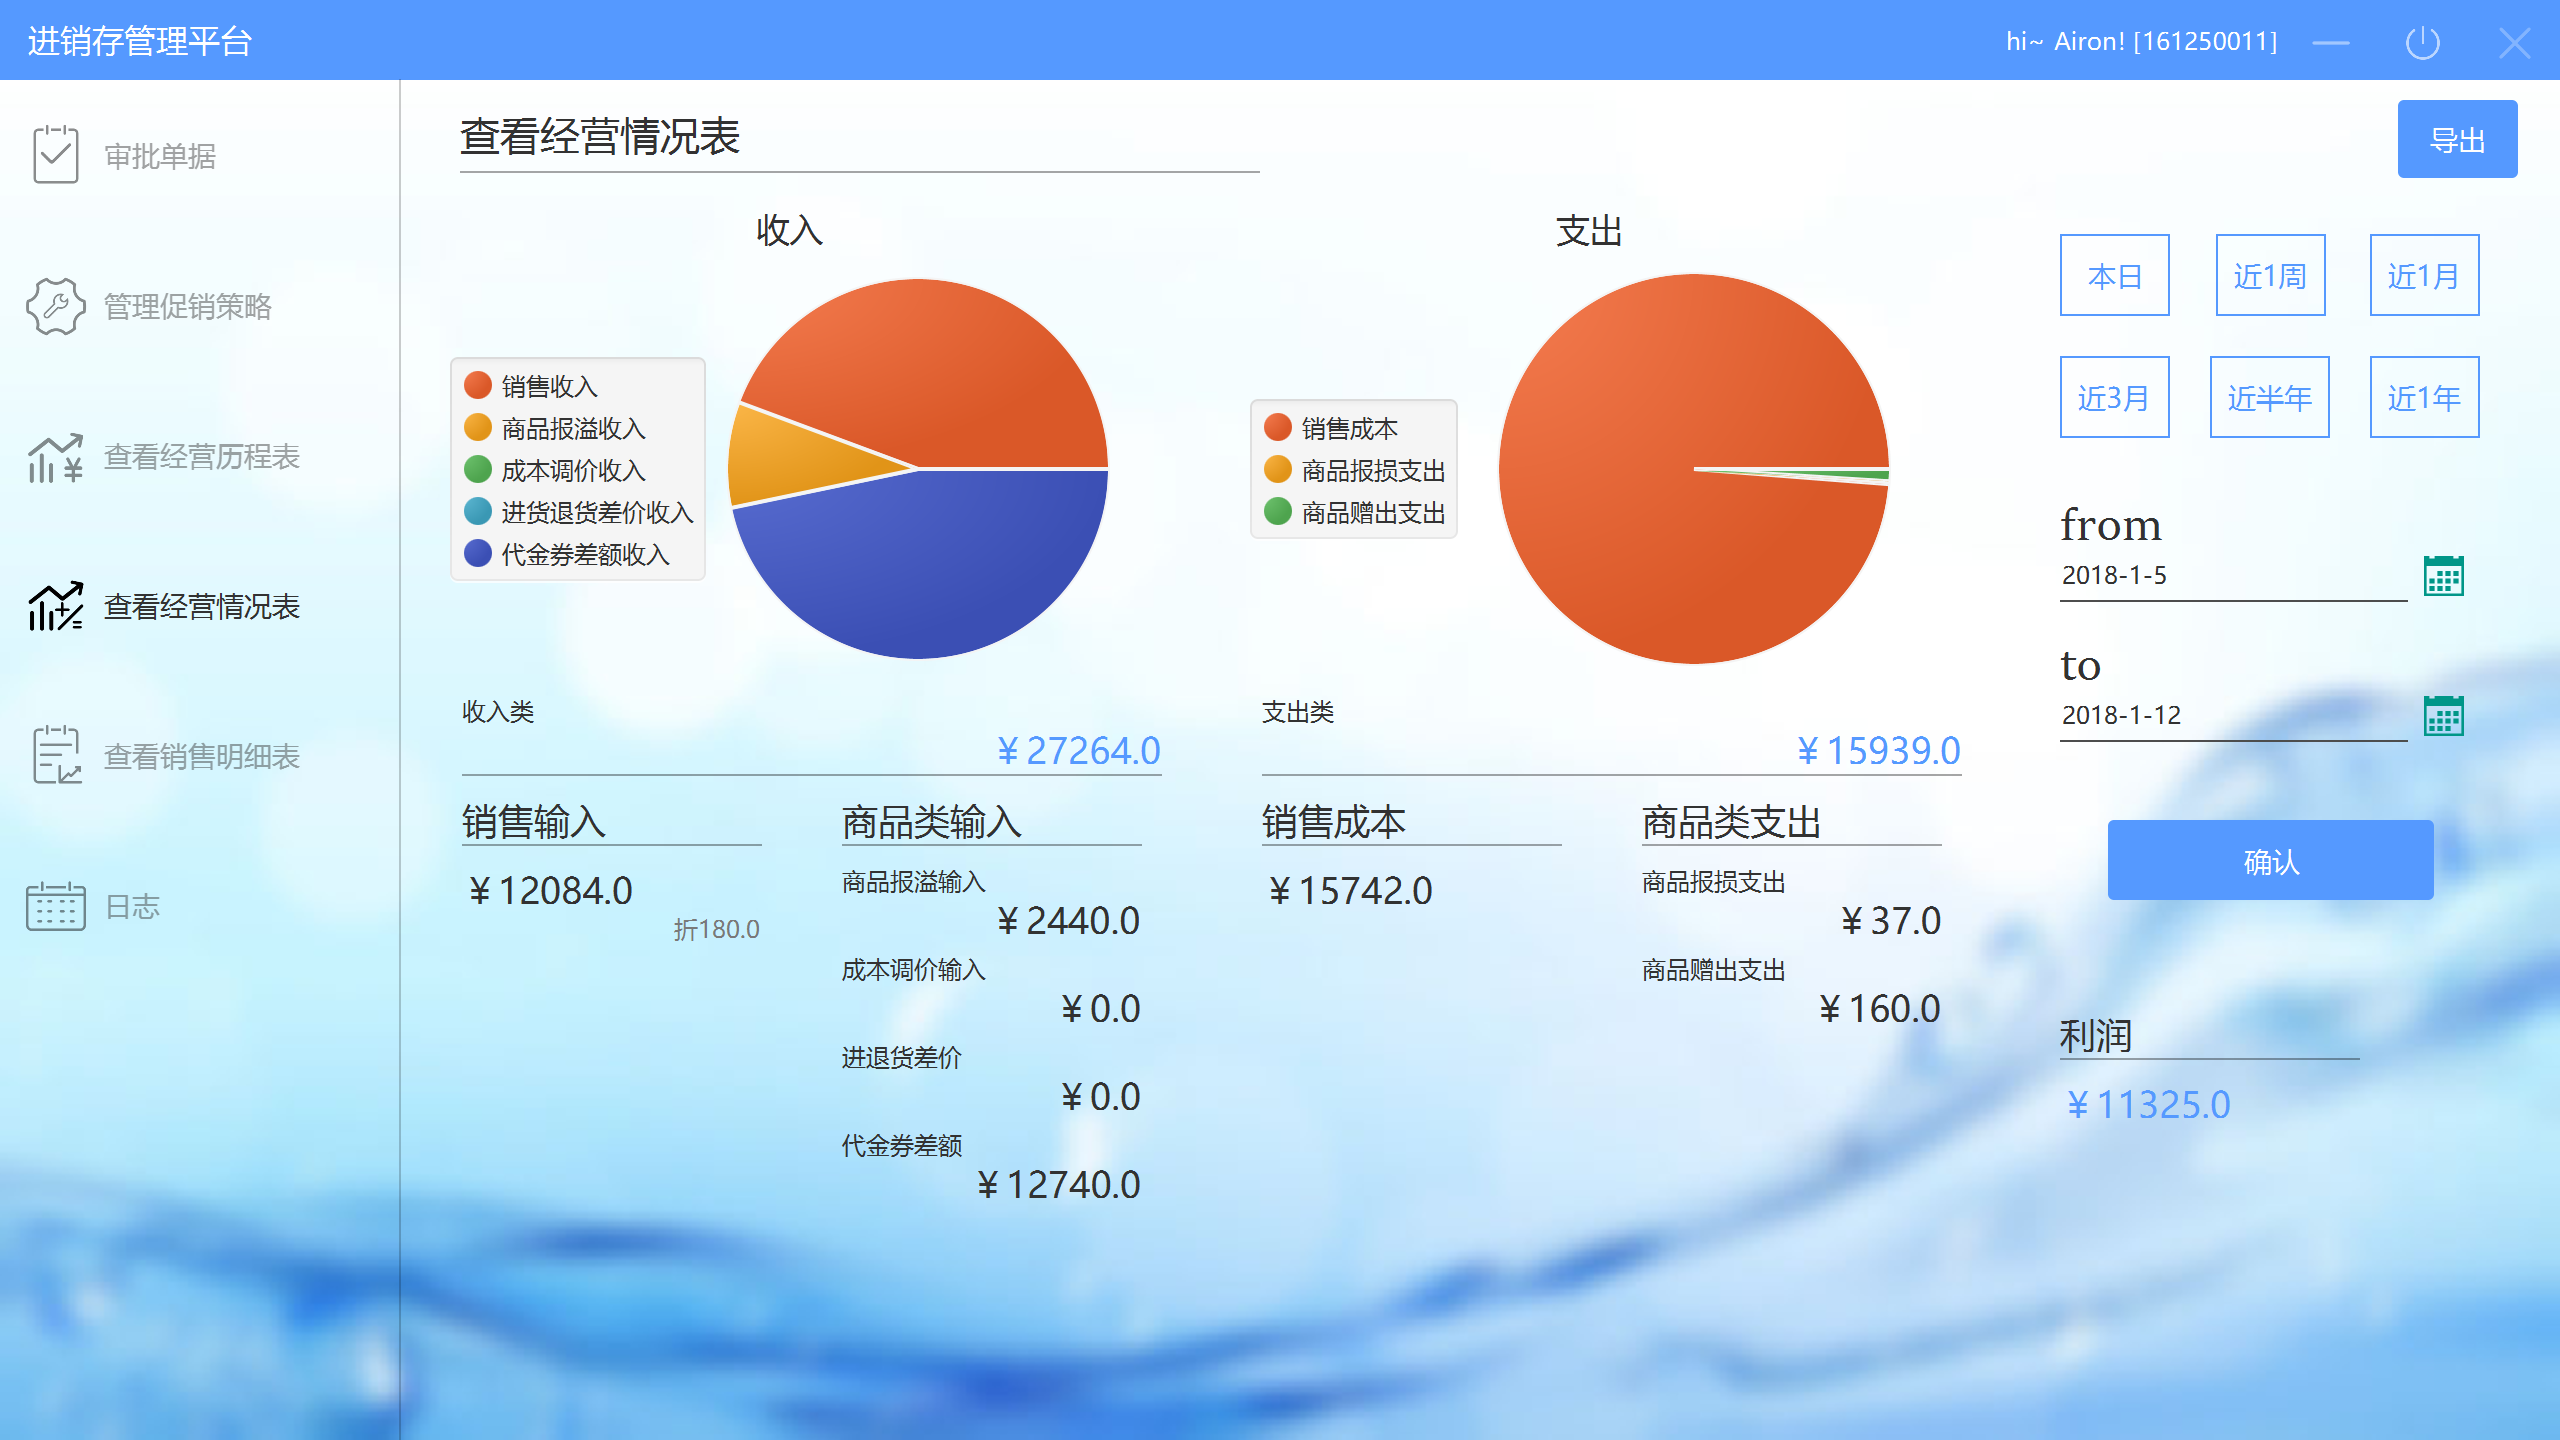 进销存管理平台
hi~ Airon! [161250011]
审批单据
管理促销策略
查看经营历程表
查看经营情况表
查看销售明细表
日志
查看经营情况表
导出
收入
销售收入
商品报溢收入
成本调价收入
进货退货差价收入
代金券差额收入
支出
销售成本
商品报损支出
商品赠出支出
收入类
¥ 27264.0
销售输入
¥ 12084.0
折180.0
商品类输入
商品报溢输入
¥ 2440.0
成本调价输入
¥ 0.0
进退货差价
¥ 0.0
代金券差额
¥ 12740.0
支出类
¥ 15939.0
销售成本
¥ 15742.0
商品类支出
商品报损支出
¥ 37.0
商品赠出支出
¥ 160.0
本日 近1周 近1月
近3月 近半年 近1年
from
2018-1-5
to
2018-1-12
确认
利润
¥ 11325.0